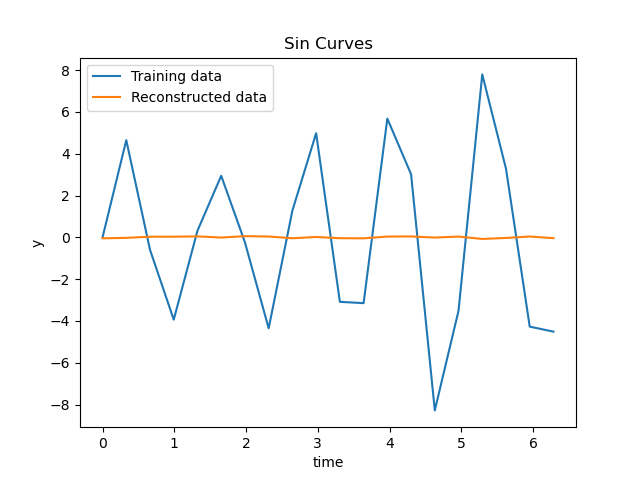 Sin Curves
Training data
Reconstructed data
8
6
4
2
0
−2
−4
−6
−8
y
0 1 2 3 4 5 6
time